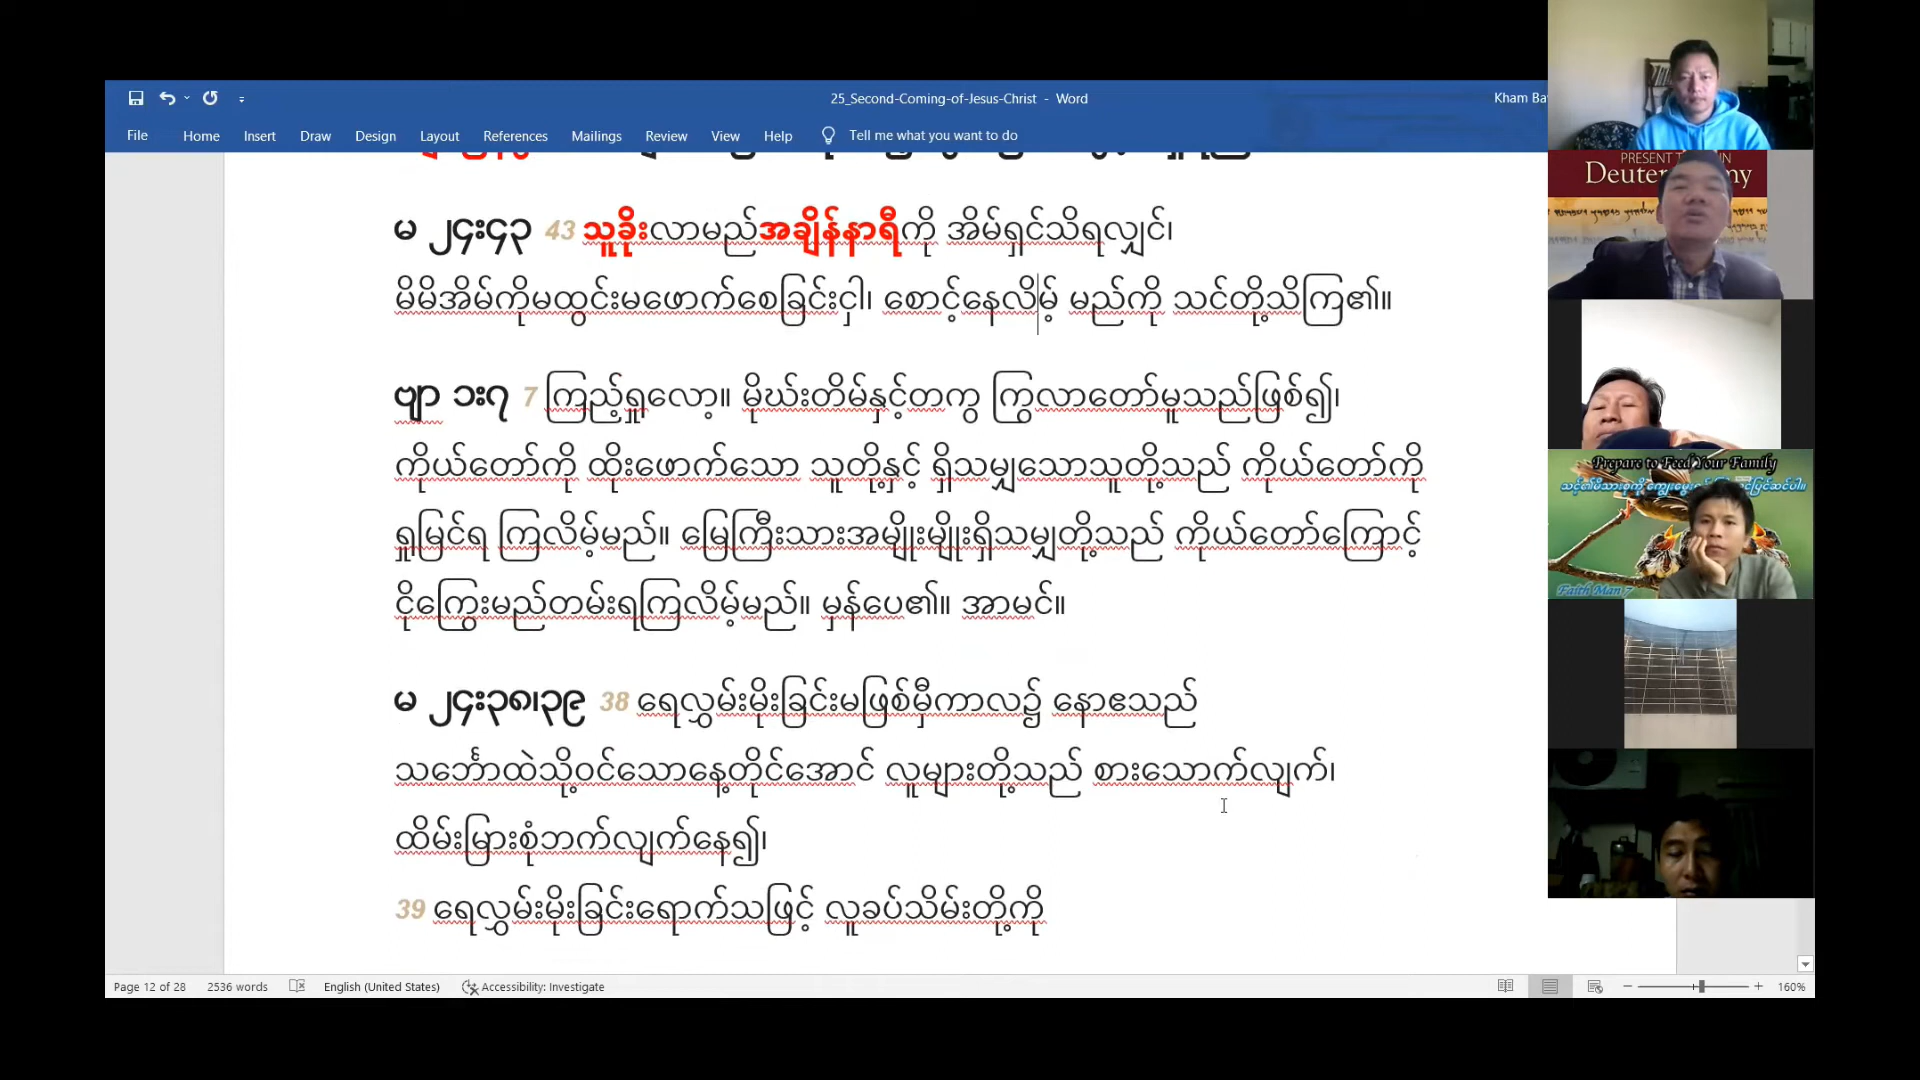 25_Second-Coming-of-Jesus-Christ - Word
Kham
File Home Insert Draw Design Layout References Mailings Review View Help Tell me what you want to do
မ ၂၄း၄၃ 43 သူခိုးလာမည်အချိန်နာရီကို အိမ်ရှင်သိရလျှင်၊
မိမိအိမ်ကိုမထွင်းမဖောက်စေခြင်းငှါ၊ စောင့်နေလိမ့် မည်ကို သင်တို့သိကြ၏။
ဗျာ ၁း၇ 7 ကြည့်ရှုလော့။ မိုဃ်းတိမ်နှင့်တကွ ကြွလာတော်မူသည်ဖြစ်၍၊
ကိုယ်တော်ကို ထိုးဖောက်သော သူတို့နှင့် ရှိသမျှသောသူတို့သည် ကိုယ်တော်ကို
ရှုမြင်ရ ကြလိမ့်မည်။ မြေကြီးသားအမျိုးမျိုးရှိသမျှတို့သည် ကိုယ်တော်ကြောင့်
ငိုကြွေးမည်တမ်းရကြလိမ့်မည်။ မှန်ပေ၏။ အာမင်။
မ ၂၄း၃၈၊၃၉ 38 ရေလွှမ်းမိုးခြင်းမဖြစ်မှီကာလ၌ နောဧသည်
သင်္ဘောထဲသို့ဝင်သောနေ့တိုင်အောင် လူများတို့သည် စားသောက်လျက်၊
ထိမ်းမြားစုံဘက်လျက်နေ၍၊
39 ရေလွှမ်းမိုးခြင်းရောက်သဖြင့် လူခပ်သိမ်းတို့ကို
Page 12 of 28 2536 words English (United States) Accessibility: Investigate 160%
PRESENT
Prepare to Feed Your Family
Faith Man 7